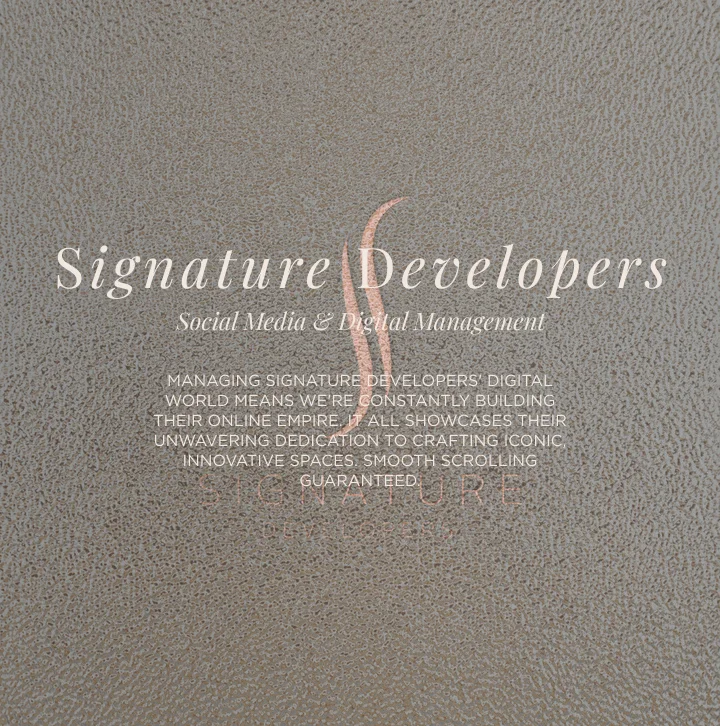 Signature Developers
Social Media & Digital Management
MANAGING SIGNATURE DEVELOPERS' DIGITAL
WORLD MEANS WE'RE CONSTANTLY BUILDING
THEIR ONLINE EMPIRE. IT ALL SHOWCASES THEIR
UNWAVERING DEDICATION TO CRAFTING ICONIC,
INNOVATIVE SPACES. SMOOTH SCROLLING
GUARANTEED.
SIGNATURE
DEVELOPERS